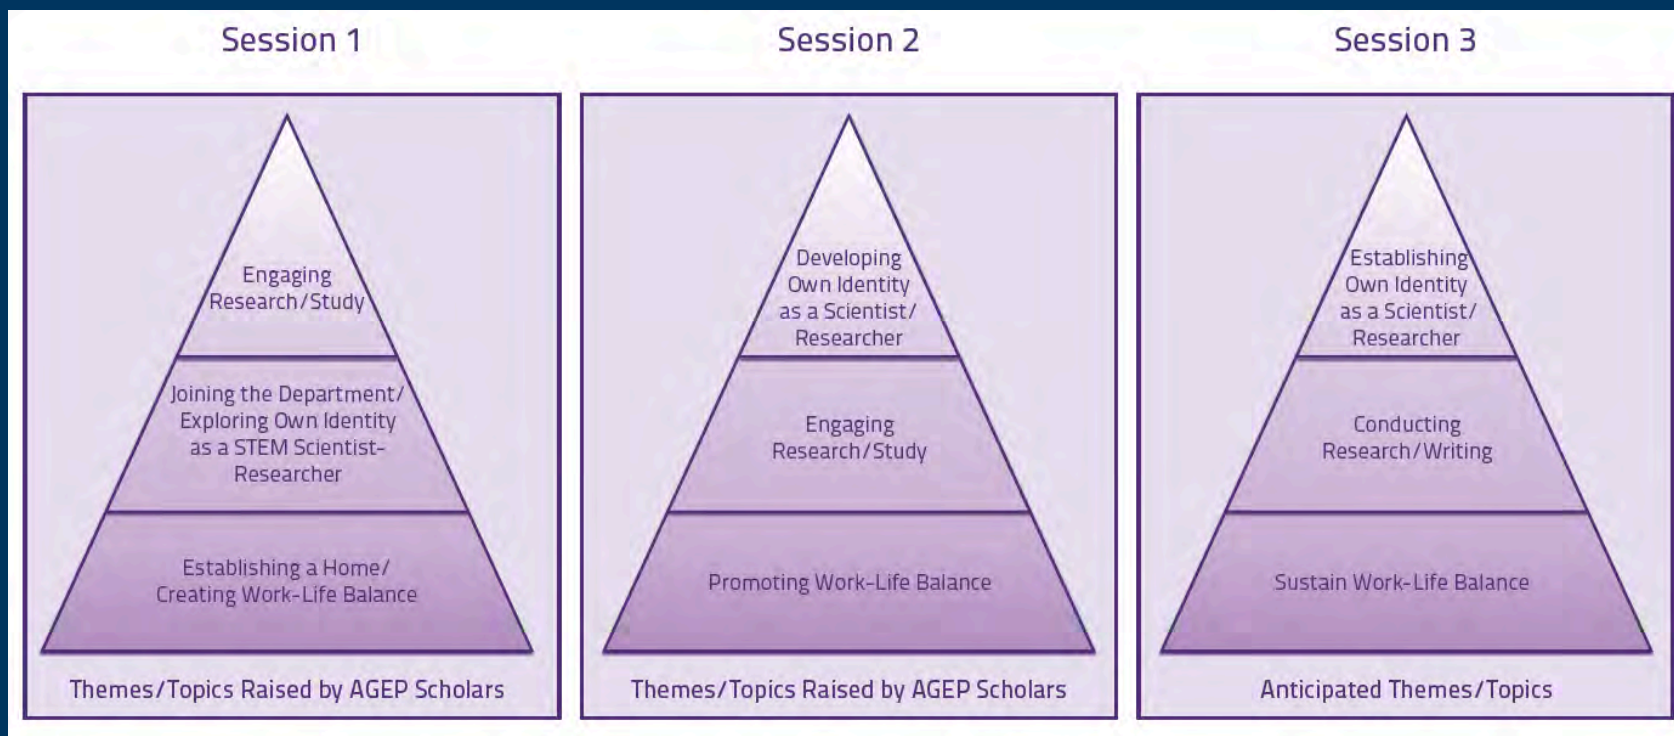 Session 1
Engaging
Research/Study
Joining the Department/
Exploring Own Identity
as a STEM Scientist-
Researcher
Establishing a Home/
Creating Work-Life Balance
Themes/Topics Raised by AGEP Scholars
Session 2
Developing
Own Identity
as a Scientist/
Researcher
Engaging
Research/Study
Promoting Work-Life Balance
Themes/Topics Raised by AGEP Scholars
Session 3
Establishing
Own Identity
as a Scientist/
Researcher
Conducting
Research/Writing
Sustain Work-Life Balance
Anticipated Themes/Topics